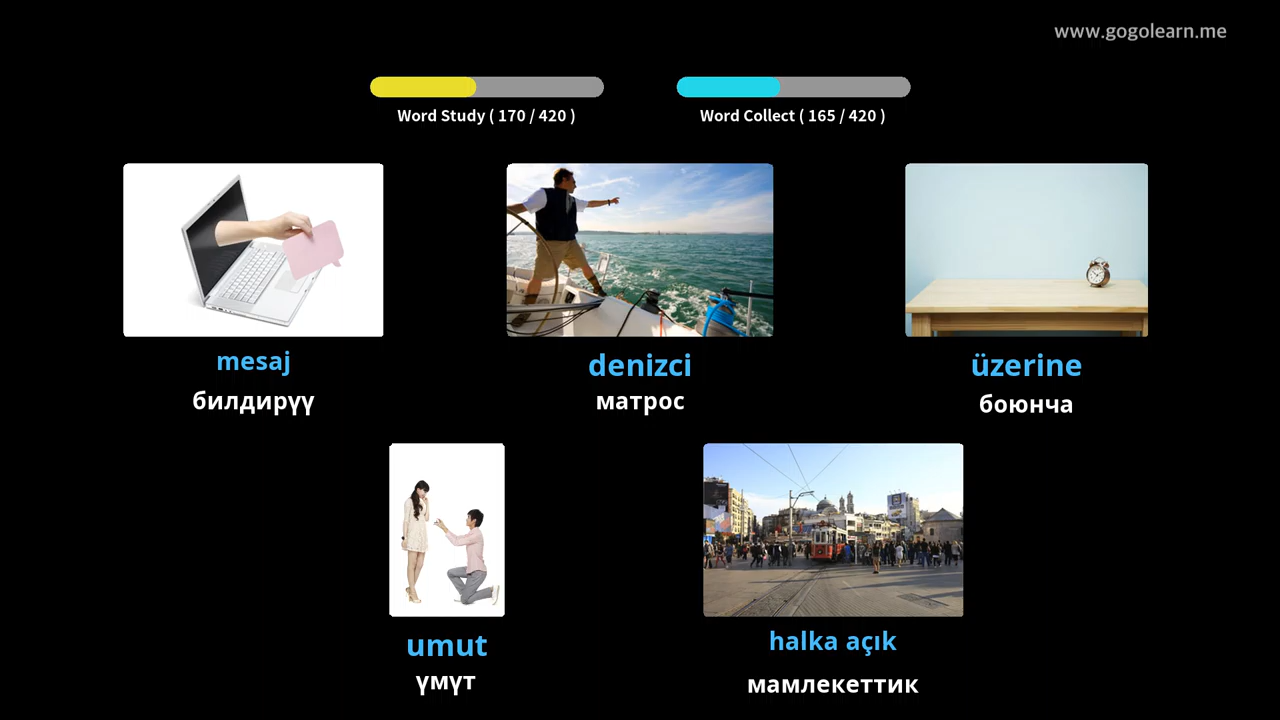 www.gogolearn.me
Word Study ( 170 / 420 )
Word Collect ( 165 / 420 )
mesaj
билдирүү
denizci
матрос
üzerine
боюнча
umut
үмүт
halka açık
мамлекеттик